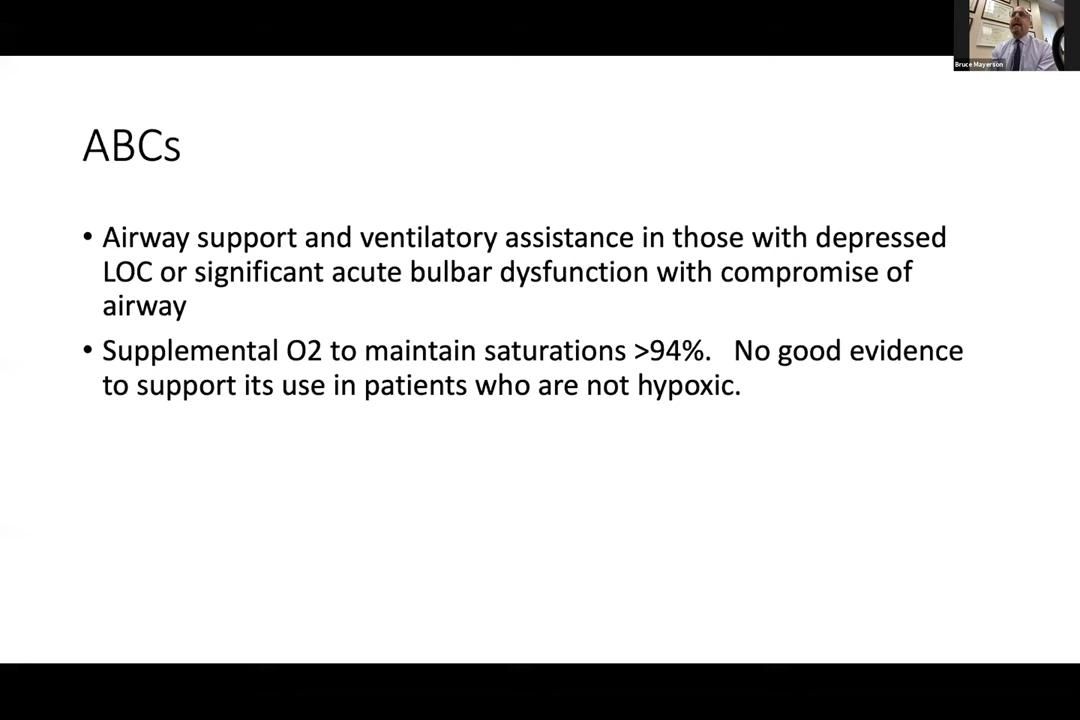 Bruce Mayerson
ABCs
• Airway support and ventilatory assistance in those with depressed
LOC or significant acute bulbar dysfunction with compromise of
airway
• Supplemental O2 to maintain saturations >94%.   No good evidence
to support its use in patients who are not hypoxic.